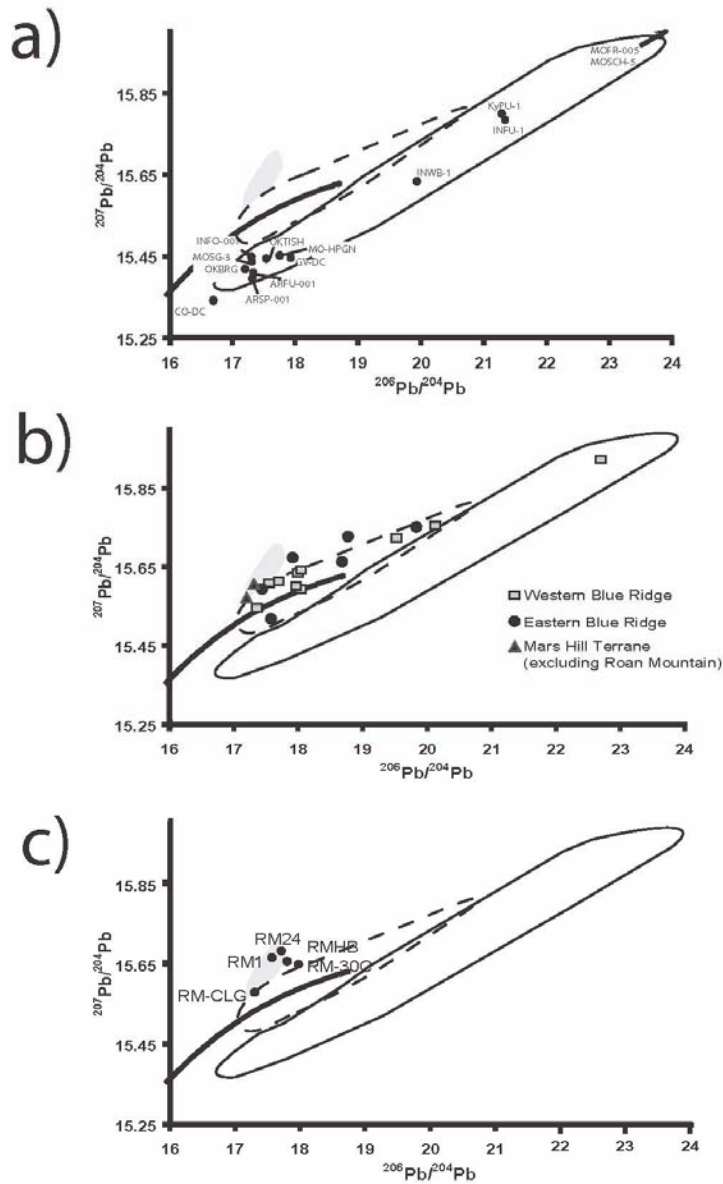 a)
207Pb/204Pb
15.85
15.65
15.45
15.25
MOFR-005
MOSCH-5
KyPU-1
INFU-1
INWB-1
INFO-001
OKTISH
MO-HPGN
MOSG-3
GV-DC
OKBRG
ARFU-001
ARSP-001
CO-DC
16 17 18 19 20 21 22 23 24
206Pb/204Pb
b)
207Pb/204Pb
15.85
15.65
15.45
15.25
Western Blue Ridge
Eastern Blue Ridge
Mars Hill Terrane
(excluding Roan Mountain)
16 17 18 19 20 21 22 23 24
206Pb/204Pb
c)
207Pb/204Pb
15.85
15.65
15.45
15.25
RM24
RMHB
RM1
RM-30C
RM-CLG
16 17 18 19 20 21 22 23 24
206Pb/204Pb